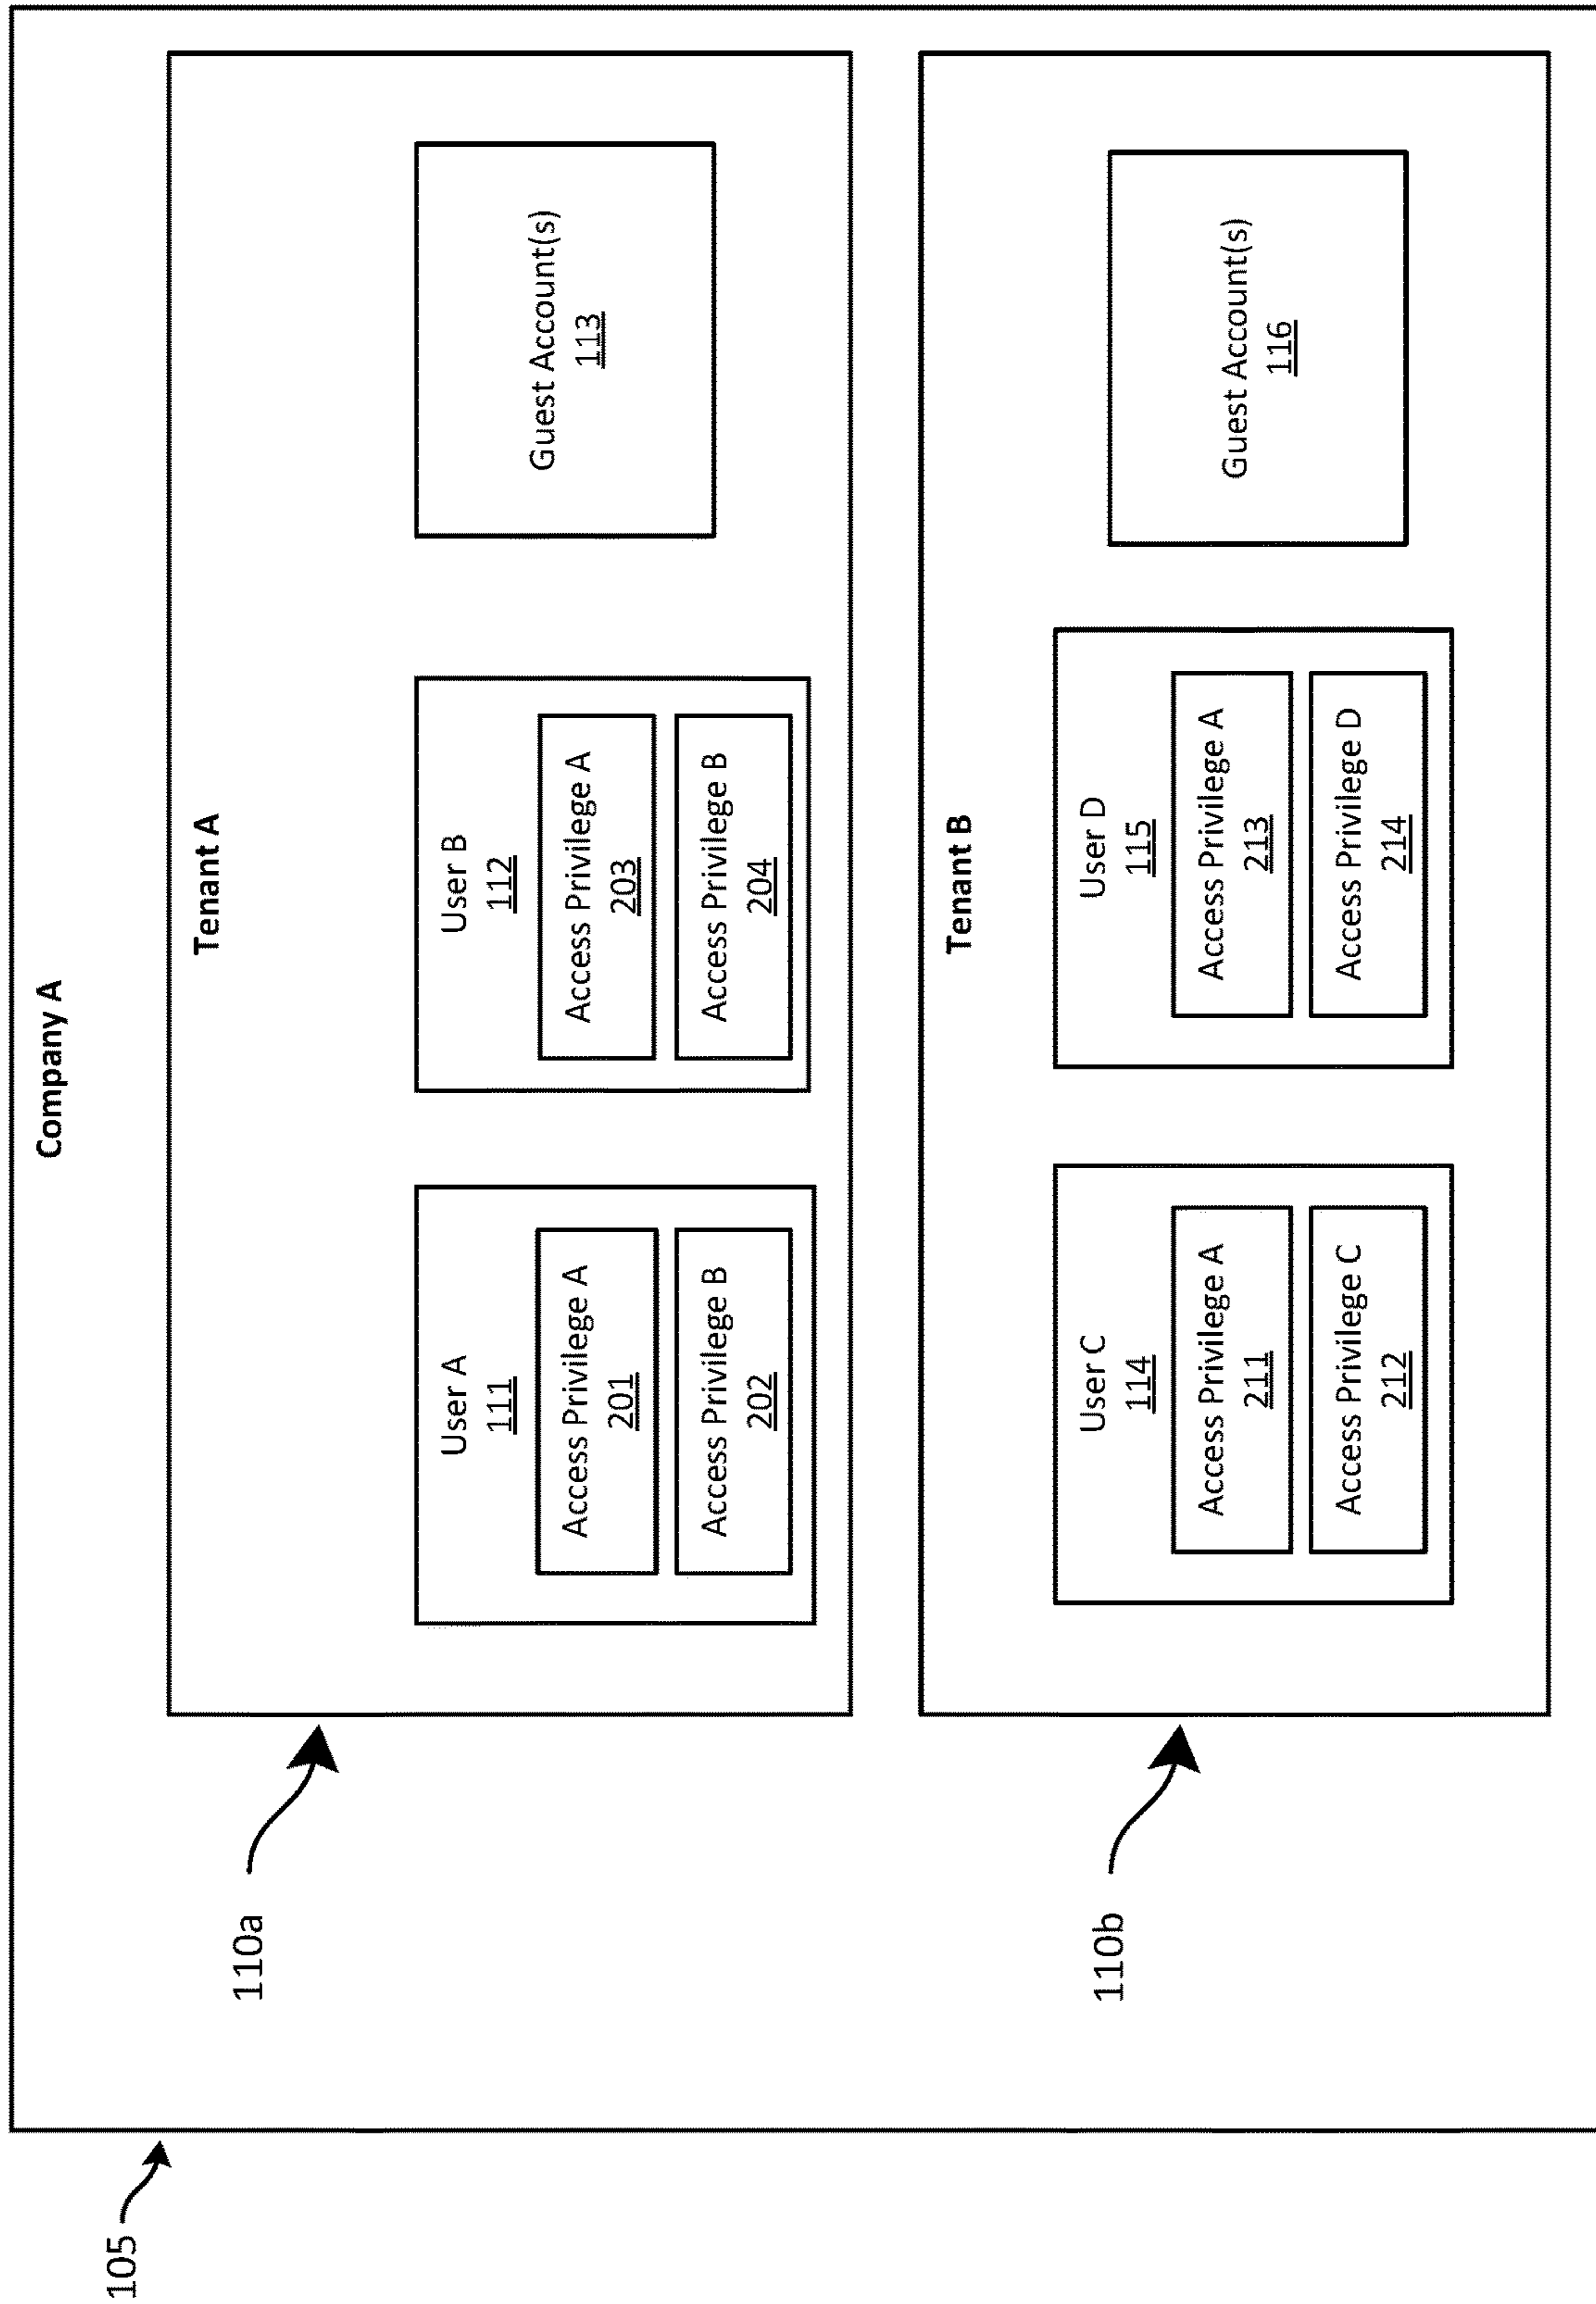 105
Company A
110a
Tenant A
User A
111
Access Privilege A
201
Access Privilege B
202
User B
112
Access Privilege A
203
Access Privilege B
204
Guest Account(s)
113
110b
Tenant B
User C
114
Access Privilege A
211
Access Privilege C
212
User D
115
Access Privilege A
213
Access Privilege D
214
Guest Account(s)
116